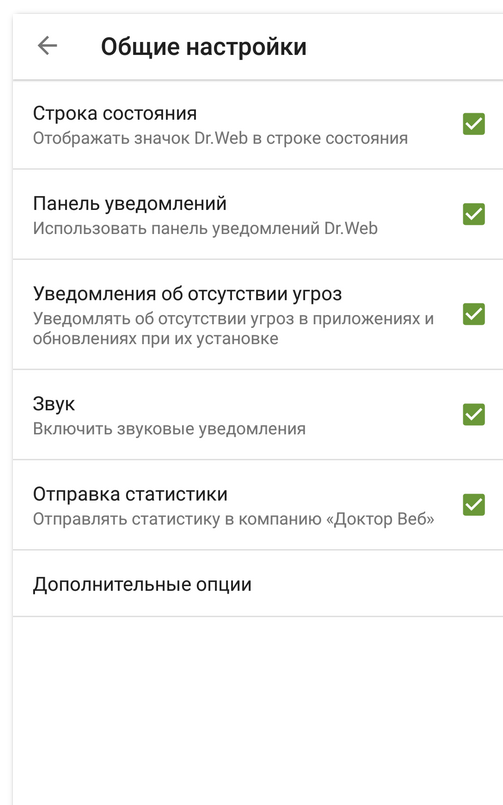 Общие настройки
Строка состояния
Отображать значок Dr.Web в строке состояния
Панель уведомлений
Использовать панель уведомлений Dr.Web
Уведомления об отсутствии угроз
Уведомлять об отсутствии угроз в приложениях и
обновлениях при их установке
Звук
Включить звуковые уведомления
Отправка статистики
Отправлять статистику в компанию «Доктор Веб»
Дополнительные опции